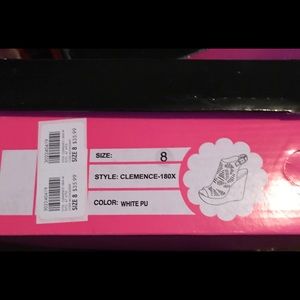 SIZE: 8
STYLE: CLEMENCE-180X
COLOR: WHITE PU
SIZE 8 $35.99
SIZE 8 $35.99